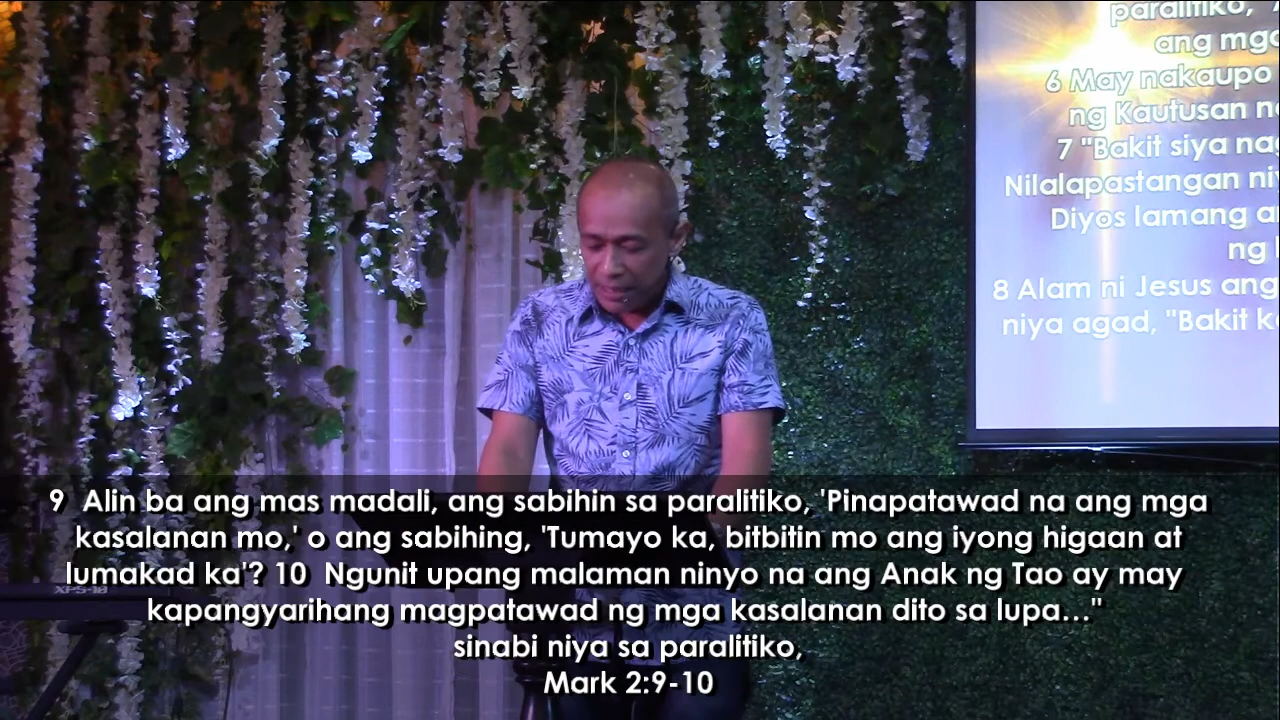 paralitiko,
ang mga
6 May nakaupo
ng Kautusan
7 "Bakit siya
Nilalapastangan
Diyos lamang
ng
8 Alam ni Jesus ang
niya agad, "Bakit
9 Alin ba ang mas madali, ang sabihin sa paralitiko, 'Pinapatawad na ang mga
kasalanan mo,' o ang sabihing, 'Tumayo ka, bitbitin mo ang iyong higaan at
lumakad ka'? 10 Ngunit upang malaman ninyo na ang Anak ng Tao ay may
kapangyarihang magpatawad ng mga kasalanan dito sa lupa…"
sinabi niya sa paralitiko,
Mark 2:9-10
XPS-10